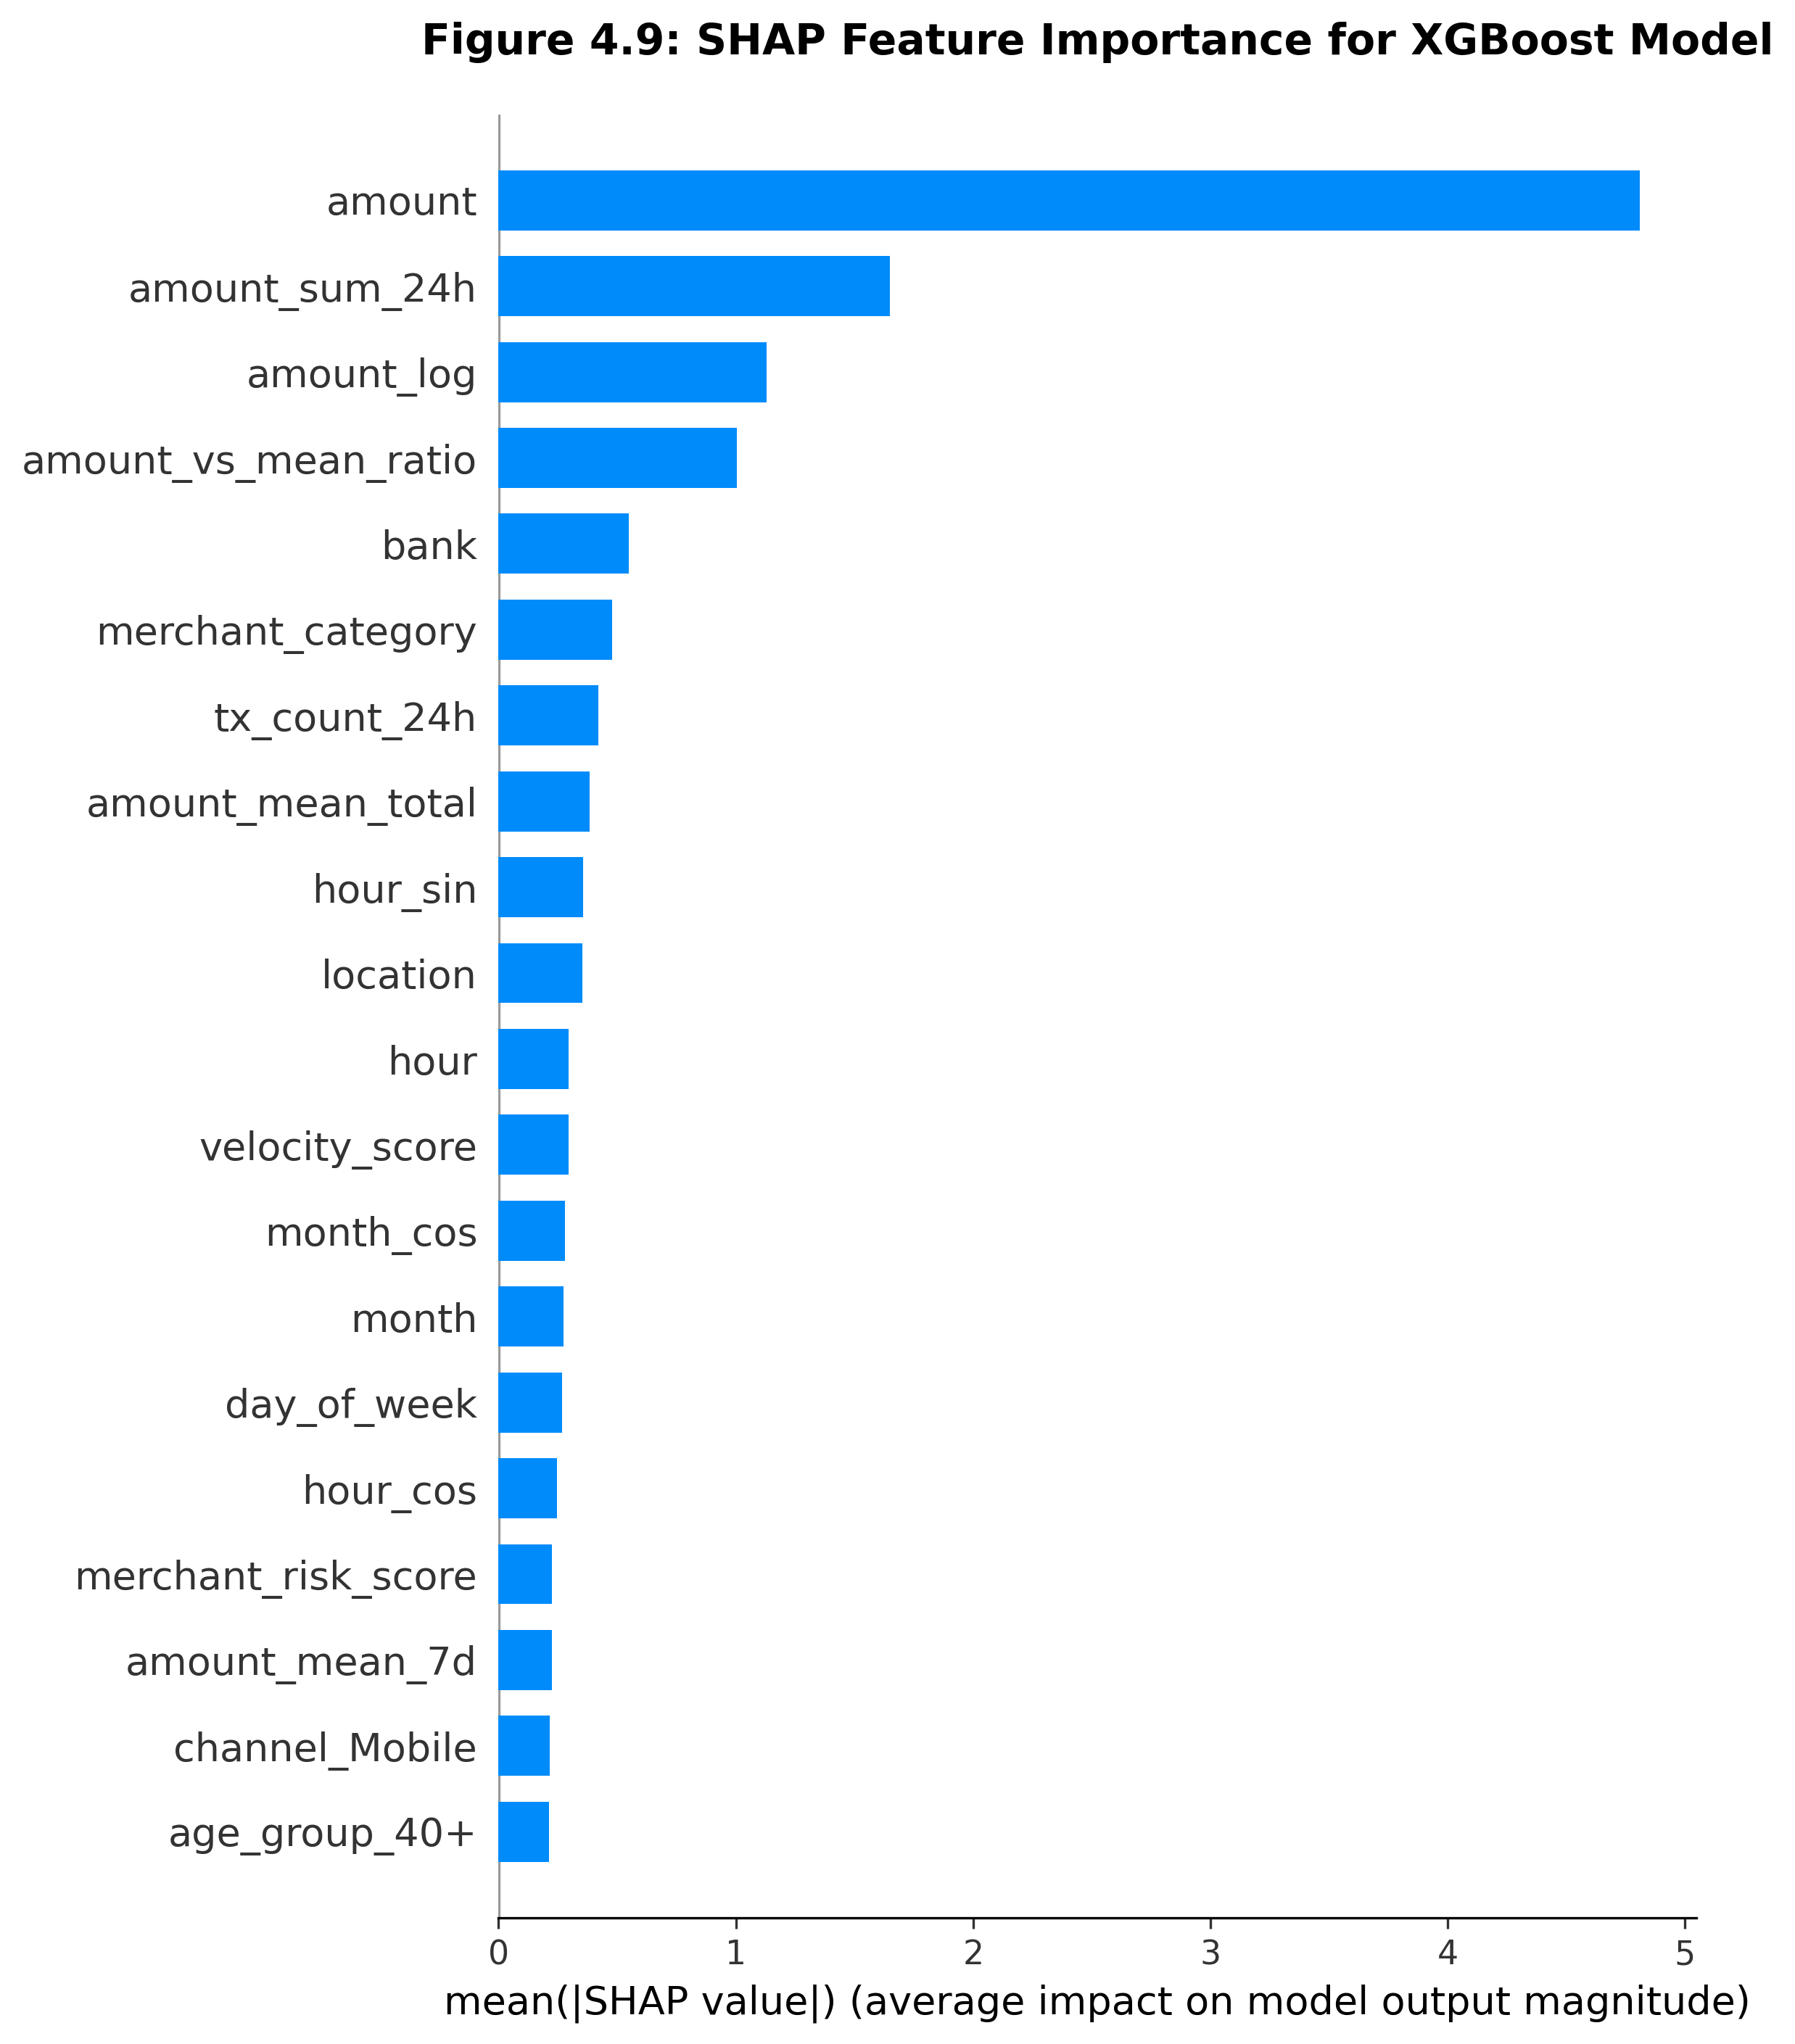 Figure 4.9: SHAP Feature Importance for XGBoost Model
amount
amount_sum_24h
amount_log
amount_vs_mean_ratio
bank
merchant_category
tx_count_24h
amount_mean_total
hour_sin
location
hour
velocity_score
month_cos
month
day_of_week
hour_cos
merchant_risk_score
amount_mean_7d
channel_Mobile
age_group_40+
0 1 2 3 4 5
mean(|SHAP value|) (average impact on model output magnitude)